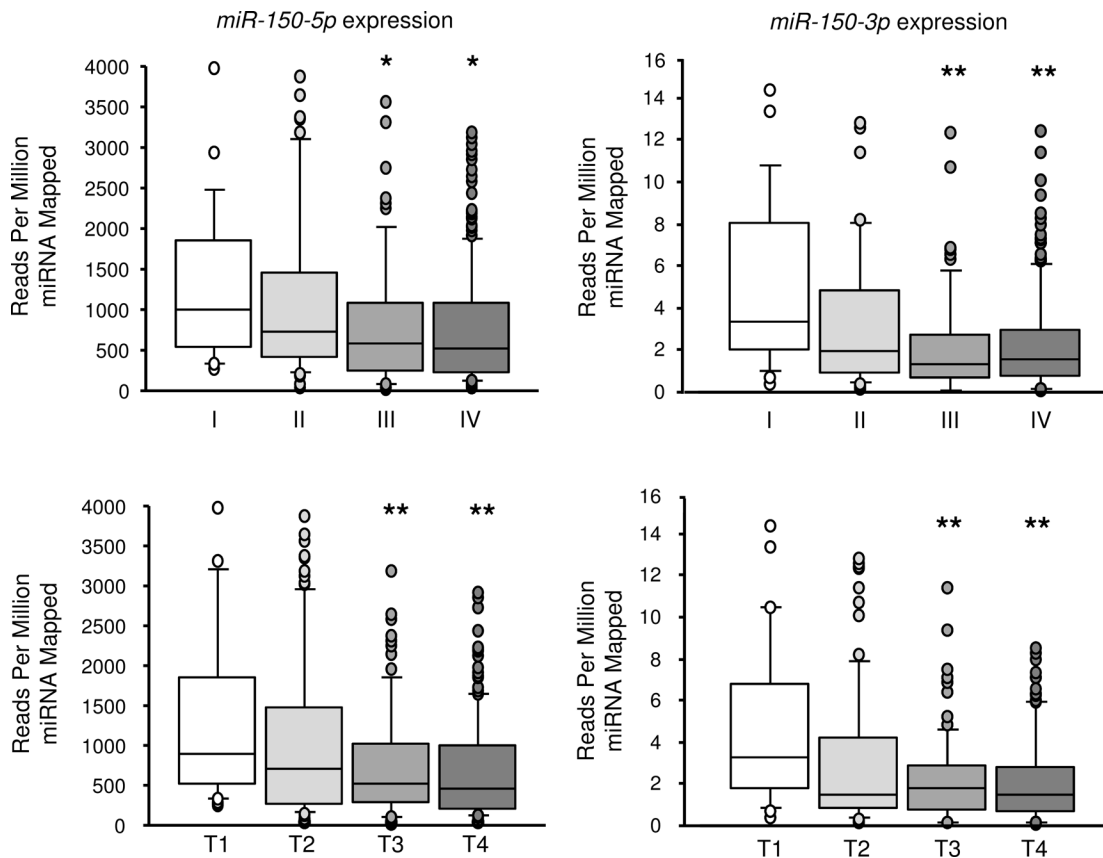 miR-150-5p expression
* *
Reads Per Million
miRNA Mapped
4000
3500
3000
2500
2000
1500
1000
500
0
I II III IV
miR-150-3p expression
** **
Reads Per Million
miRNA Mapped
16
14
12
10
8
6
4
2
0
I II III IV
** **
Reads Per Million
miRNA Mapped
4000
3500
3000
2500
2000
1500
1000
500
0
T1 T2 T3 T4
** **
Reads Per Million
miRNA Mapped
16
14
12
10
8
6
4
2
0
T1 T2 T3 T4